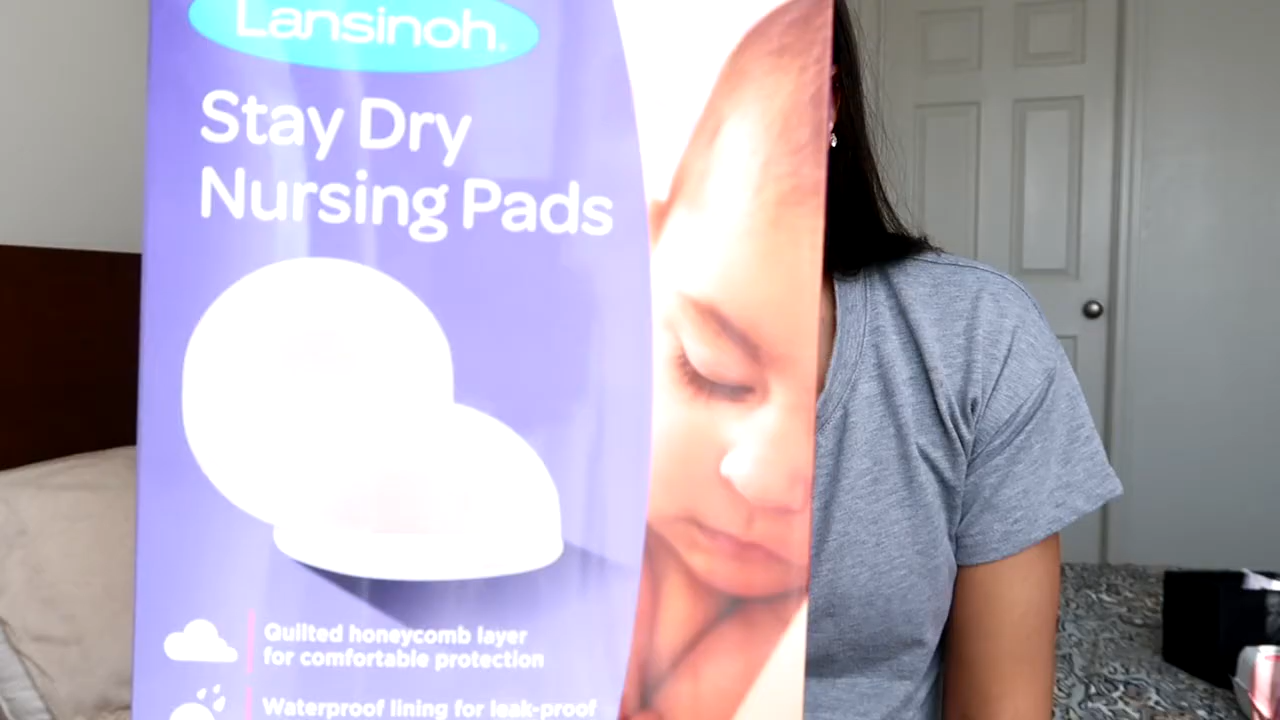 Lansinoh
Stay Dry
Nursing Pads
Quilted honeycomb layer
for comfortable protection
Waterproof lining for leak-proof